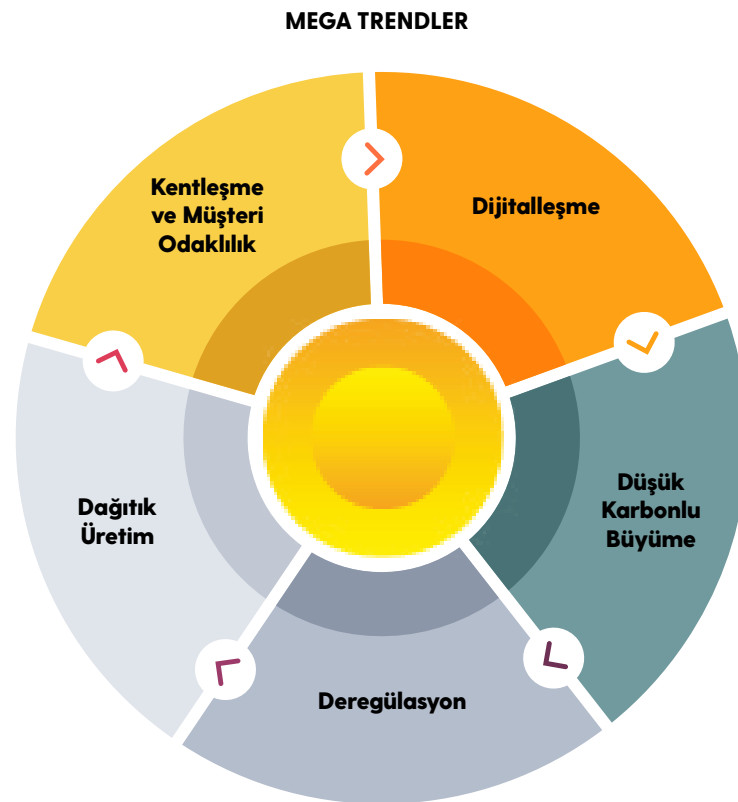 MEGA TRENDLER
Kentleşme
ve Müşteri
Odaklılık
Dijitalleşme
Düşük
Karbonlu
Büyüme
Dağıtık
Üretim
Deregülasyon